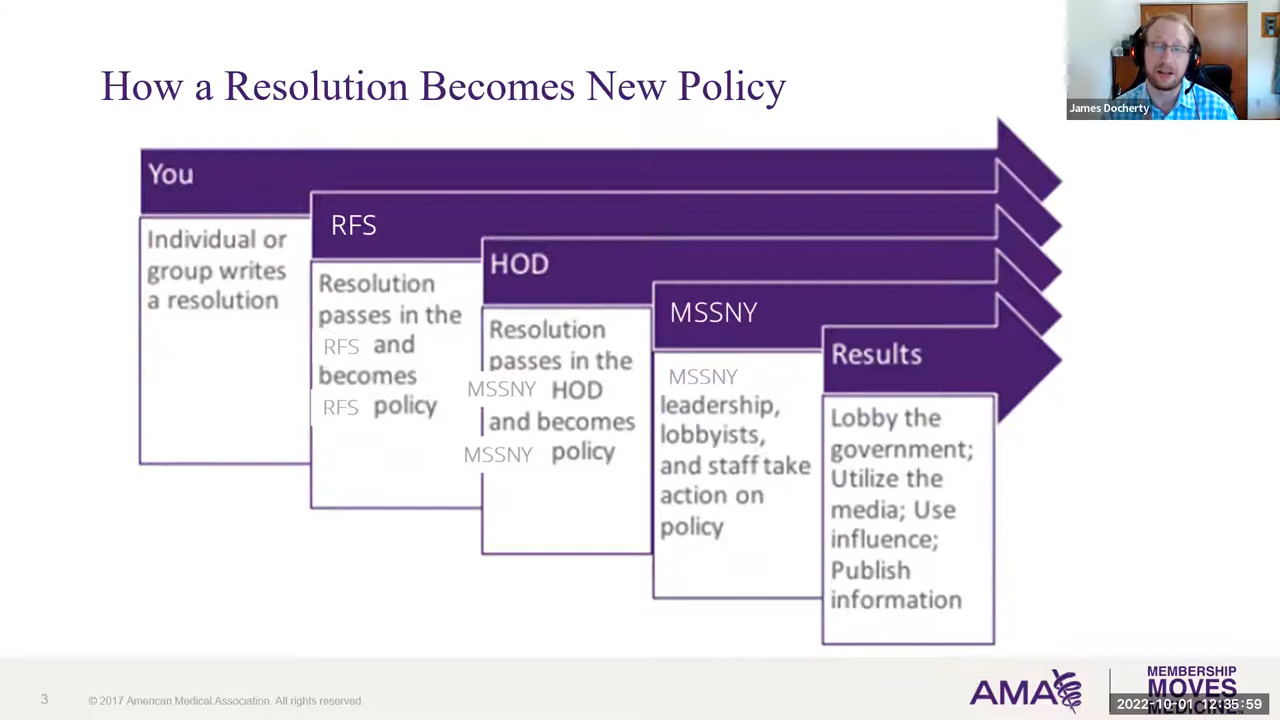 How a Resolution Becomes New Policy
James Docherty
You
Individual or
group writes
a resolution
RFS
Resolution
passes in the
RFS and
becomes
RFS policy
HOD
Resolution
passes in the
MSSNY HOD
and becomes
MSSNY policy
MSSNY
MSSNY
leadership,
lobbyists,
and staff take
action on
policy
Results
Lobby the
government;
Utilize the
media; Use
influence;
Publish
information
3
© 2017 American Medical Association. All rights reserved.
AMA
MEMBERSHIP
MOVES
MEDICINE
2022-10-01 12:35:59